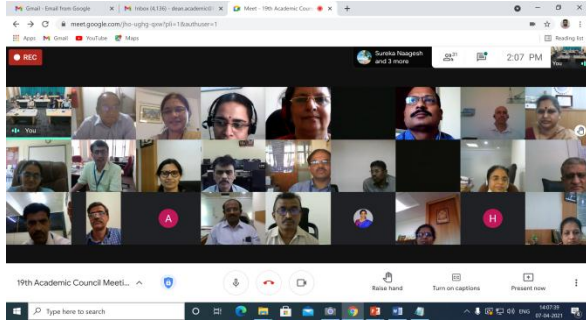 Gmail - Email from Google
Inbox (4,136) - dean.academic@
Meet - 19th Academic Coun
meet.google.com/jho-ughg-qxw?pli=1&authuser=1
Apps Gmail YouTube Maps Reading list
REC
Sureka Naagesh
and 3 more
31
2:07 PM
You
You
A
H
19th Academic Council Meeti...
Raise hand
Turn on captions
Present now
Type here to search
ENG
14:07:39
07-04-2021